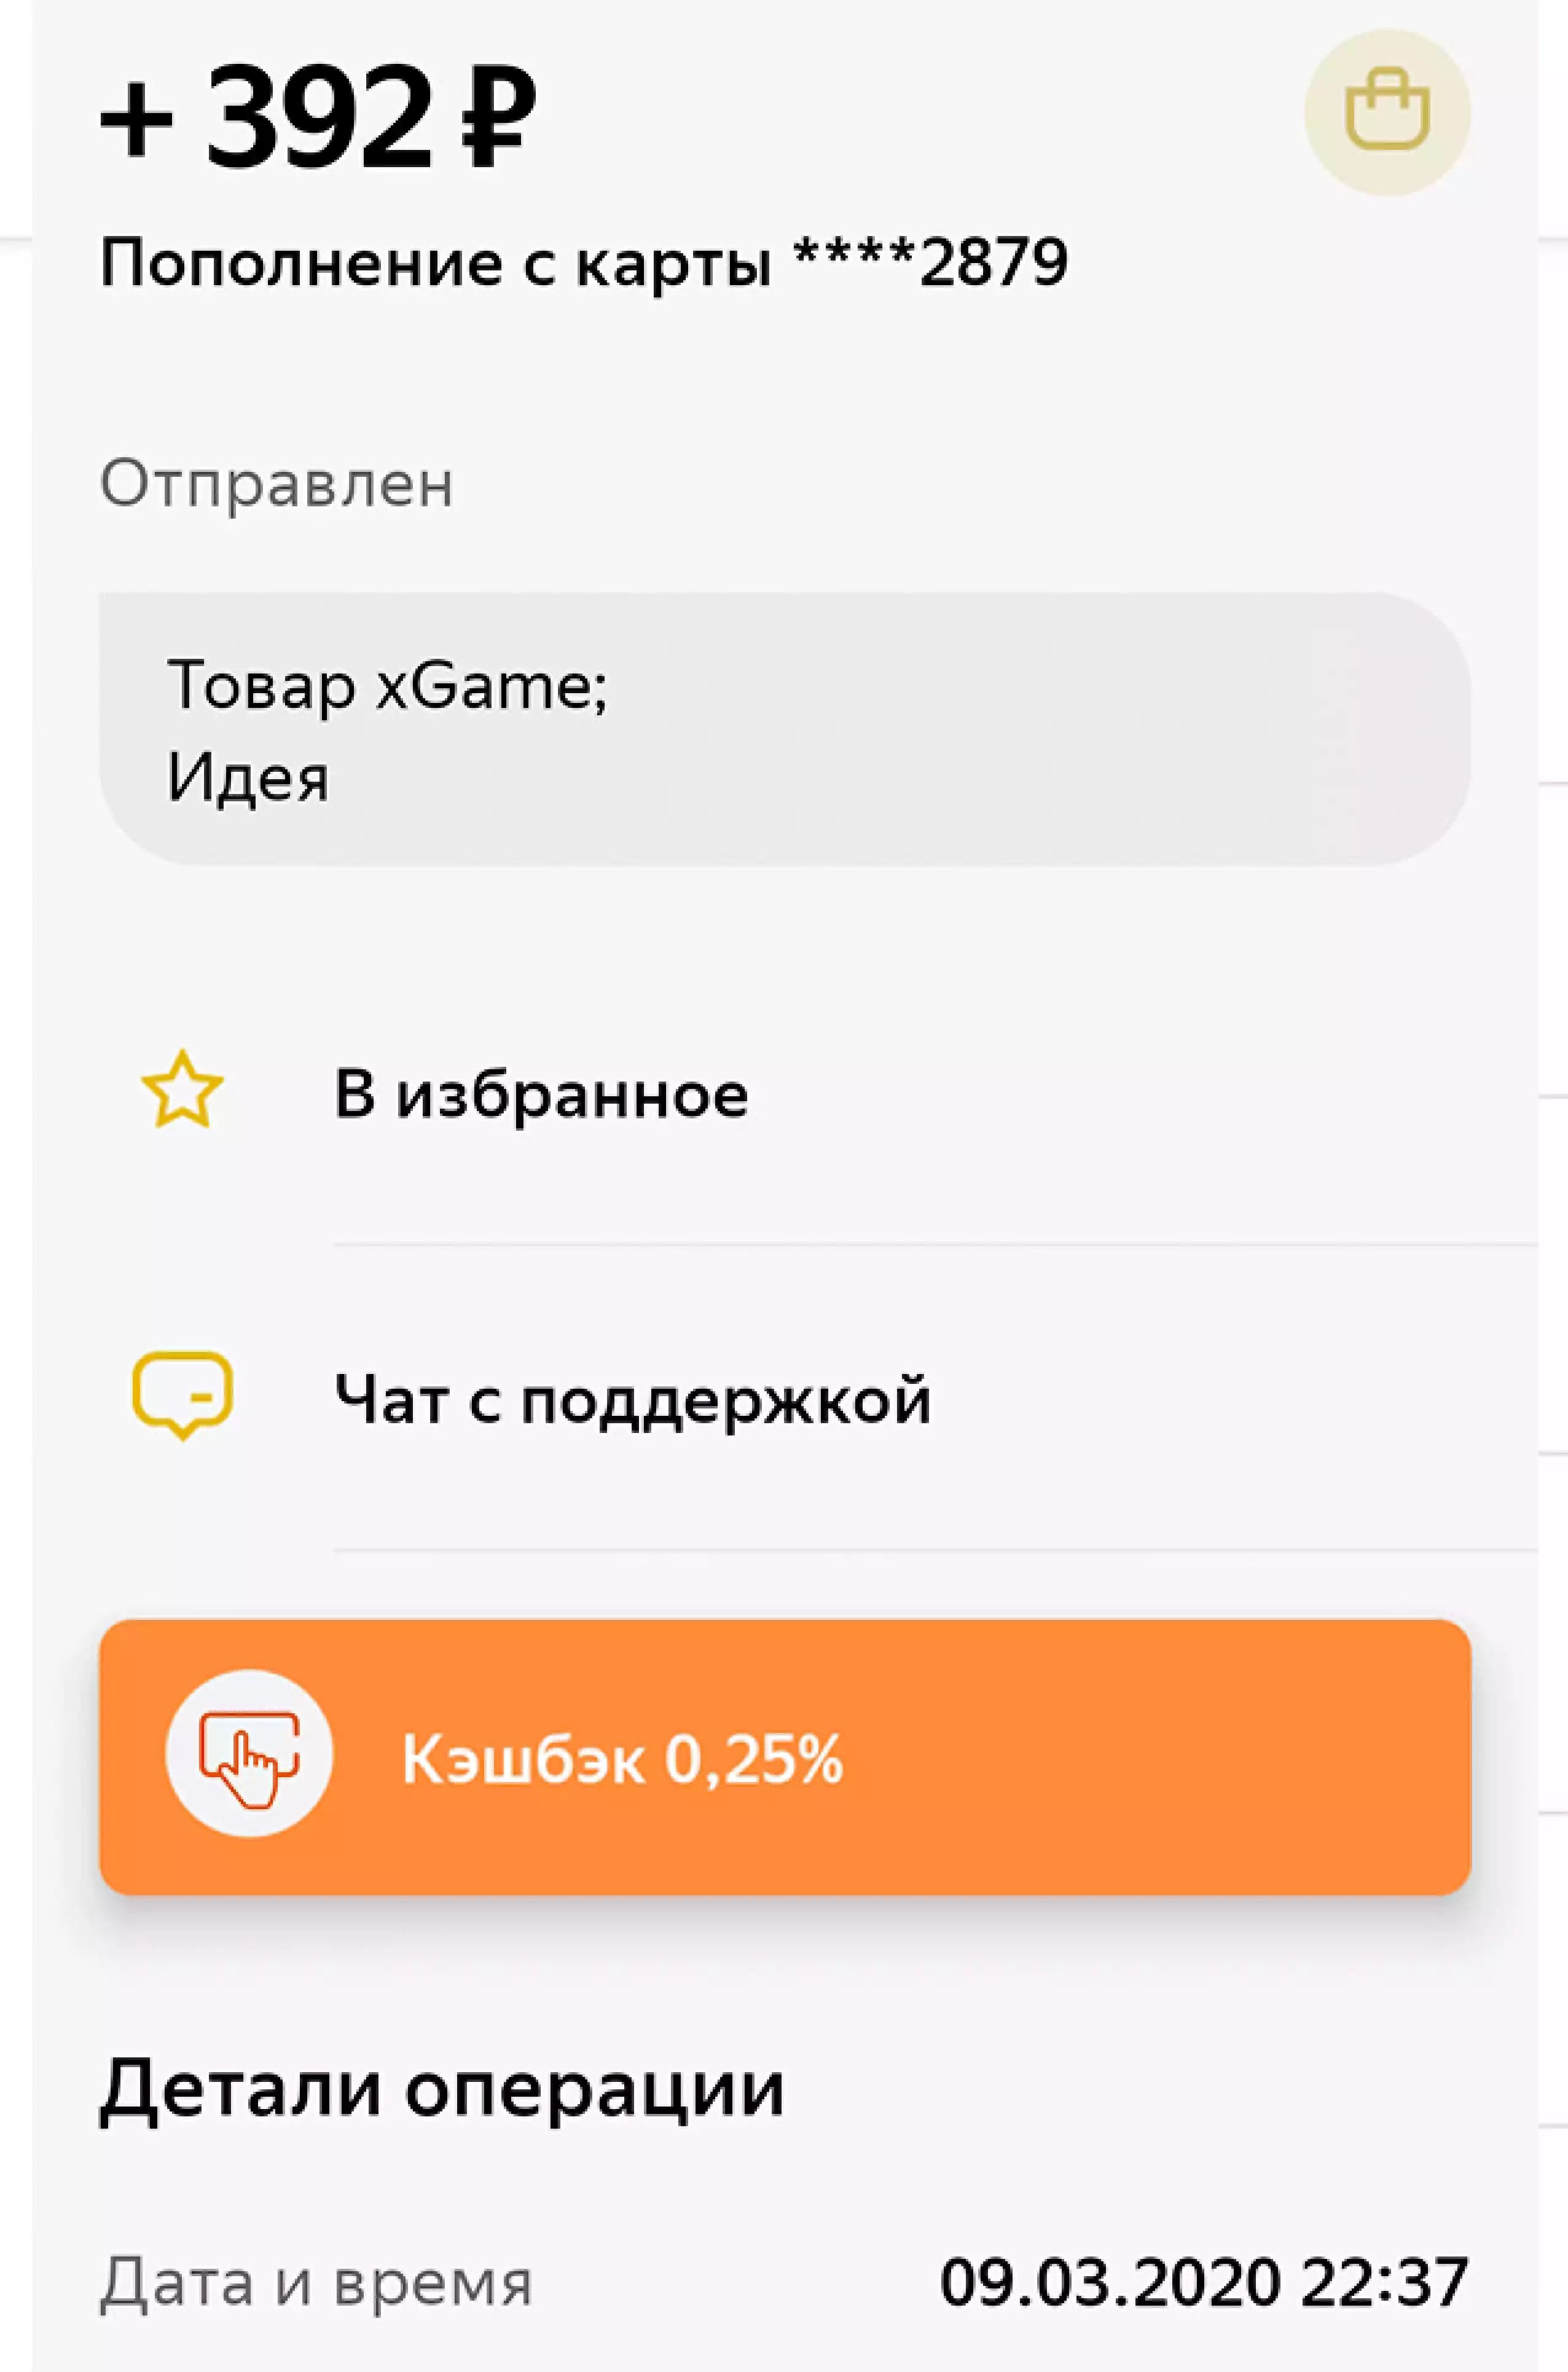 + 392 ₽
Пополнение с карты ****2879
Отправлен
Товар xGame;
Идея
В избранное
Чат с поддержкой
Кэшбэк 0,25%
Детали операции
Дата и время 09.03.2020 22:37